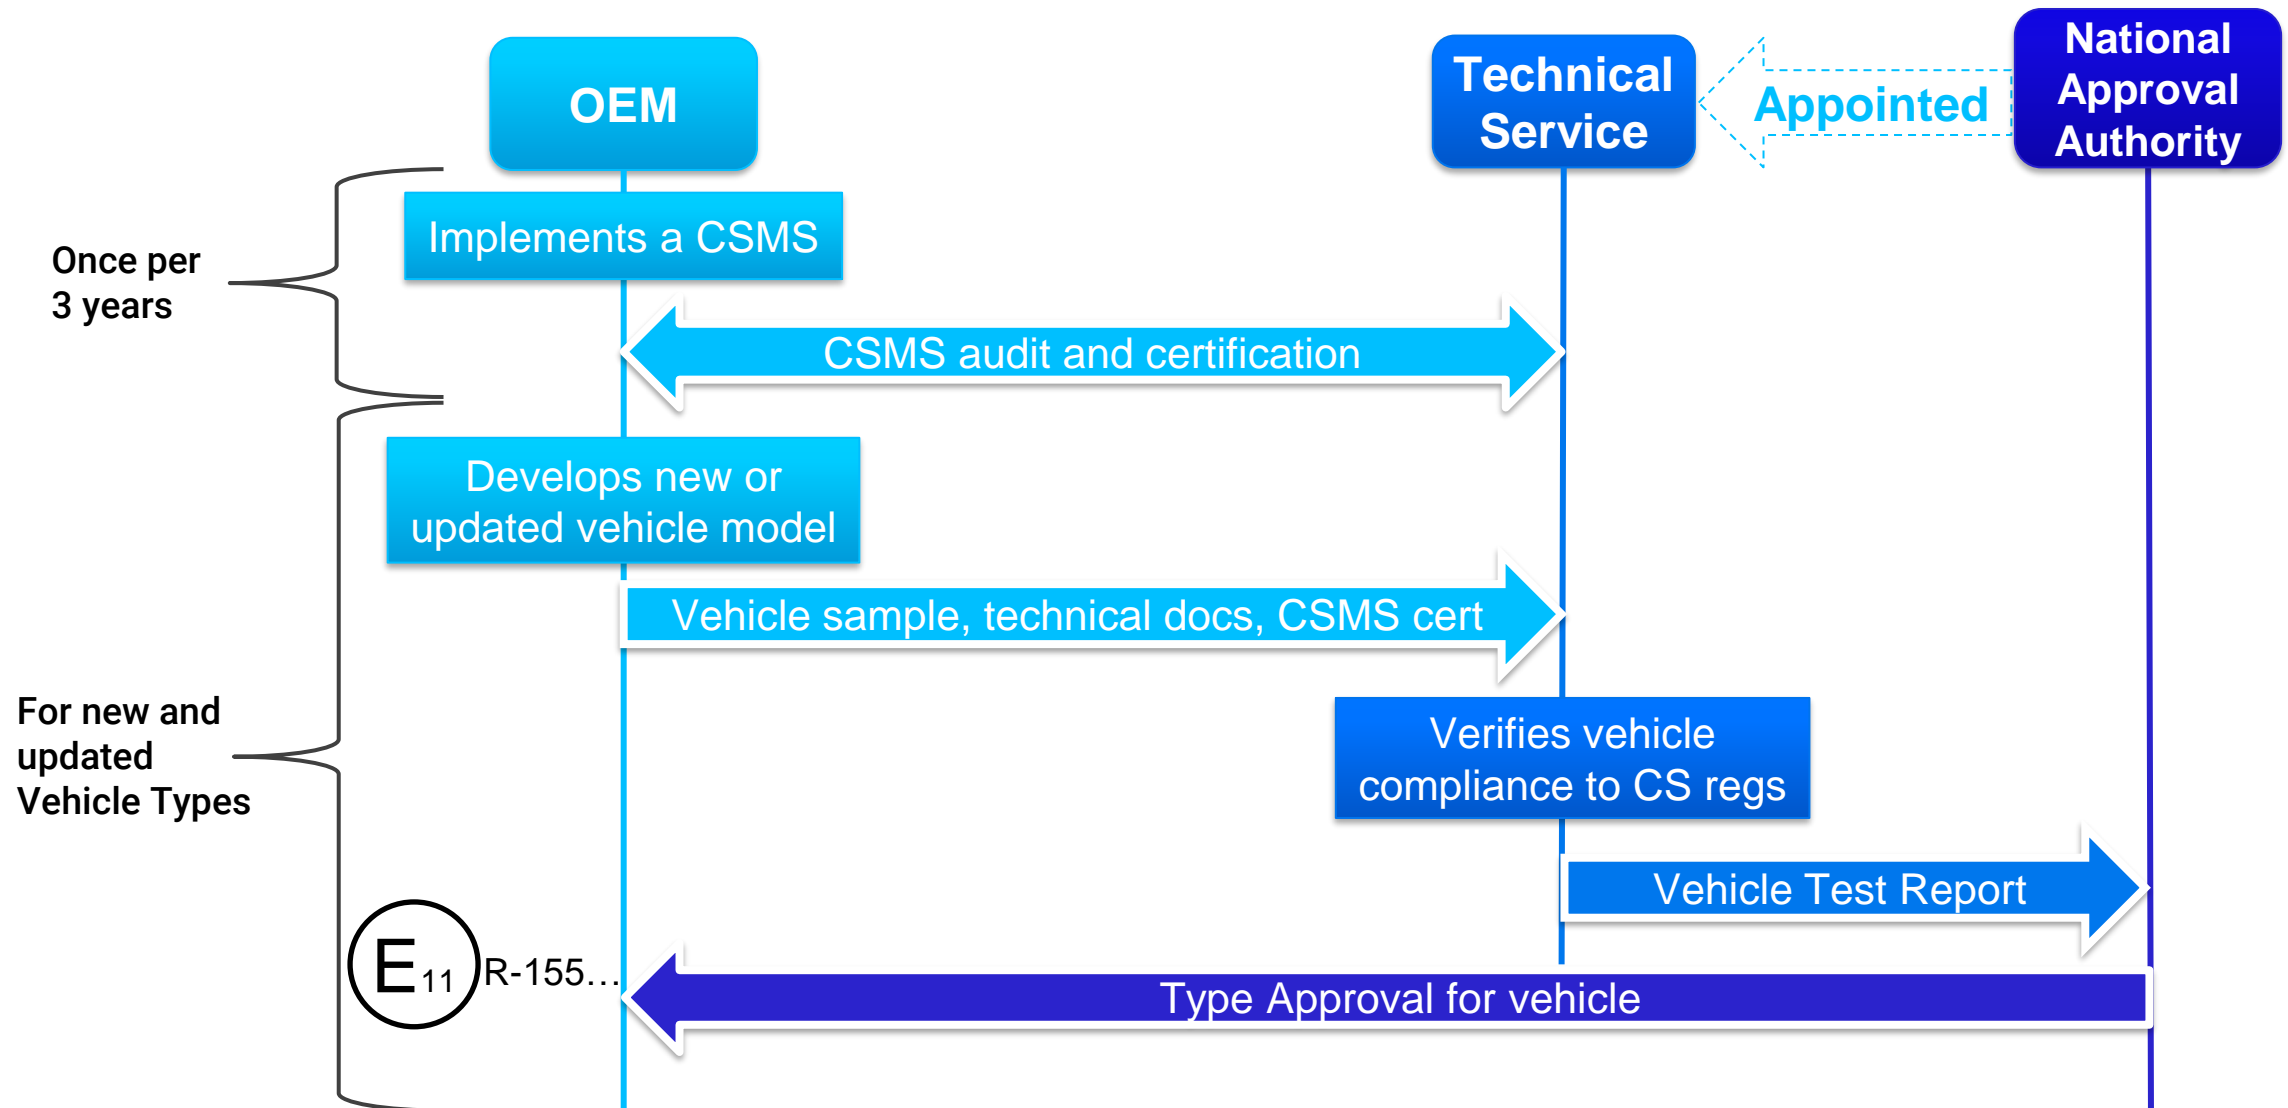 OEM
Technical
Service
Appointed
National
Approval
Authority
Once per
3 years
Implements a CSMS
CSMS audit and certification
Develops new or
updated vehicle model
Vehicle sample, technical docs, CSMS cert
For new and
updated
Vehicle Types
Verifies vehicle
compliance to CS regs
Vehicle Test Report
E11 R-155…
Type Approval for vehicle